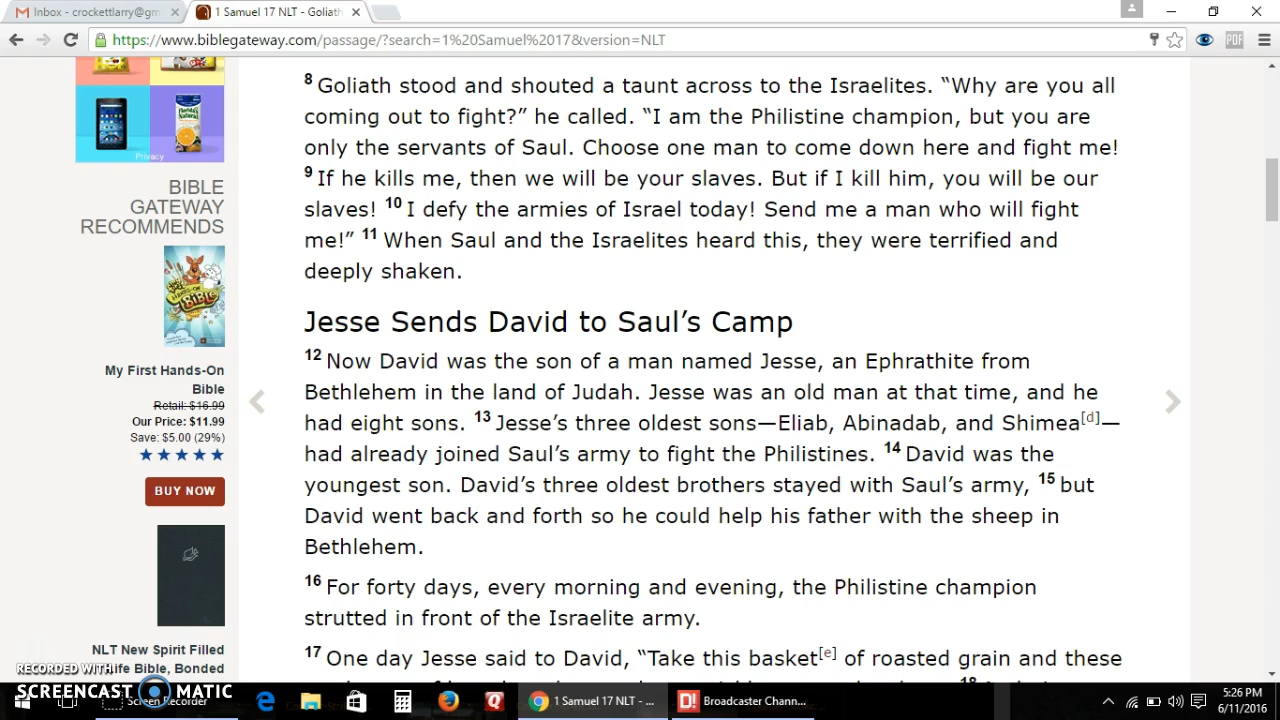 Inbox - crockettlarry@gm
1 Samuel 17 NLT - Goliath
https://www.biblegateway.com/passage/?search=1%20Samuel%2017&version=NLT
PDF
Florida's Natural
Privacy
BIBLE
GATEWAY
RECOMMENDS
HANDS-ON BIBLE
My First Hands-On
Bible
Retail: $16.99
Our Price: $11.99
Save: $5.00 (29%)
BUY NOW
NLT New Spirit Filled
Life Bible, Bonded
8 Goliath stood and shouted a taunt across to the Israelites. “Why are you all
coming out to fight?” he called. “I am the Philistine champion, but you are
only the servants of Saul. Choose one man to come down here and fight me!
9 If he kills me, then we will be your slaves. But if I kill him, you will be our
slaves! 10 I defy the armies of Israel today! Send me a man who will fight
me!” 11 When Saul and the Israelites heard this, they were terrified and
deeply shaken.
Jesse Sends David to Saul’s Camp
12 Now David was the son of a man named Jesse, an Ephrathite from
Bethlehem in the land of Judah. Jesse was an old man at that time, and he
had eight sons. 13 Jesse’s three oldest sons—Eliab, Abinadab, and Shimea[d]—
had already joined Saul’s army to fight the Philistines. 14 David was the
youngest son. David’s three oldest brothers stayed with Saul’s army, 15 but
David went back and forth so he could help his father with the sheep in
Bethlehem.
16 For forty days, every morning and evening, the Philistine champion
strutted in front of the Israelite army.
17 One day Jesse said to David, “Take this basket[e] of roasted grain and these
RECORDED WITH
SCREENCAST MATIC
Screen Recorder
1 Samuel 17 NLT - ...
D! Broadcaster Chann...
5:26 PM
6/11/2016